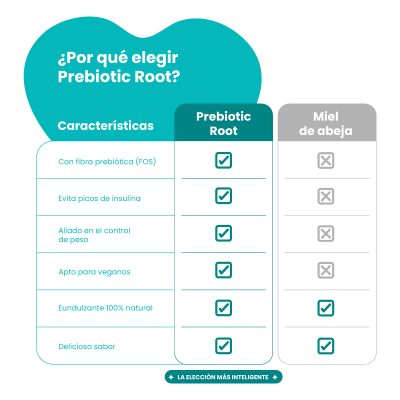 ¿Por qué elegir
Prebiotic Root?
Características
Prebiotic
Root
Miel
de abeja
Con fibra prebiótica (FOS)
Evita picos de insulina
Aliado en el control
de peso
Apto para veganos
Eundulzante 100% natural
Delicioso sabor
+ LA ELECCIÓN MÁS INTELIGENTE +